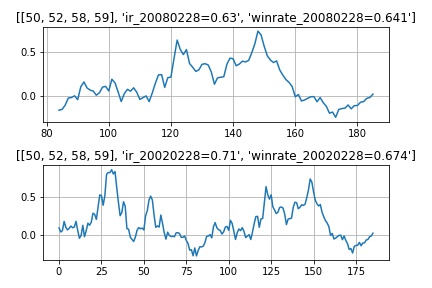 [[50, 52, 58, 59], 'ir_20080228=0.63', 'winrate_20080228=0.641']
0.5
0.0
80 100 120 140 160 180
[[50, 52, 58, 59], 'ir_20020228=0.71', 'winrate_20020228=0.674']
0.5
0.0
0 25 50 75 100 125 150 175